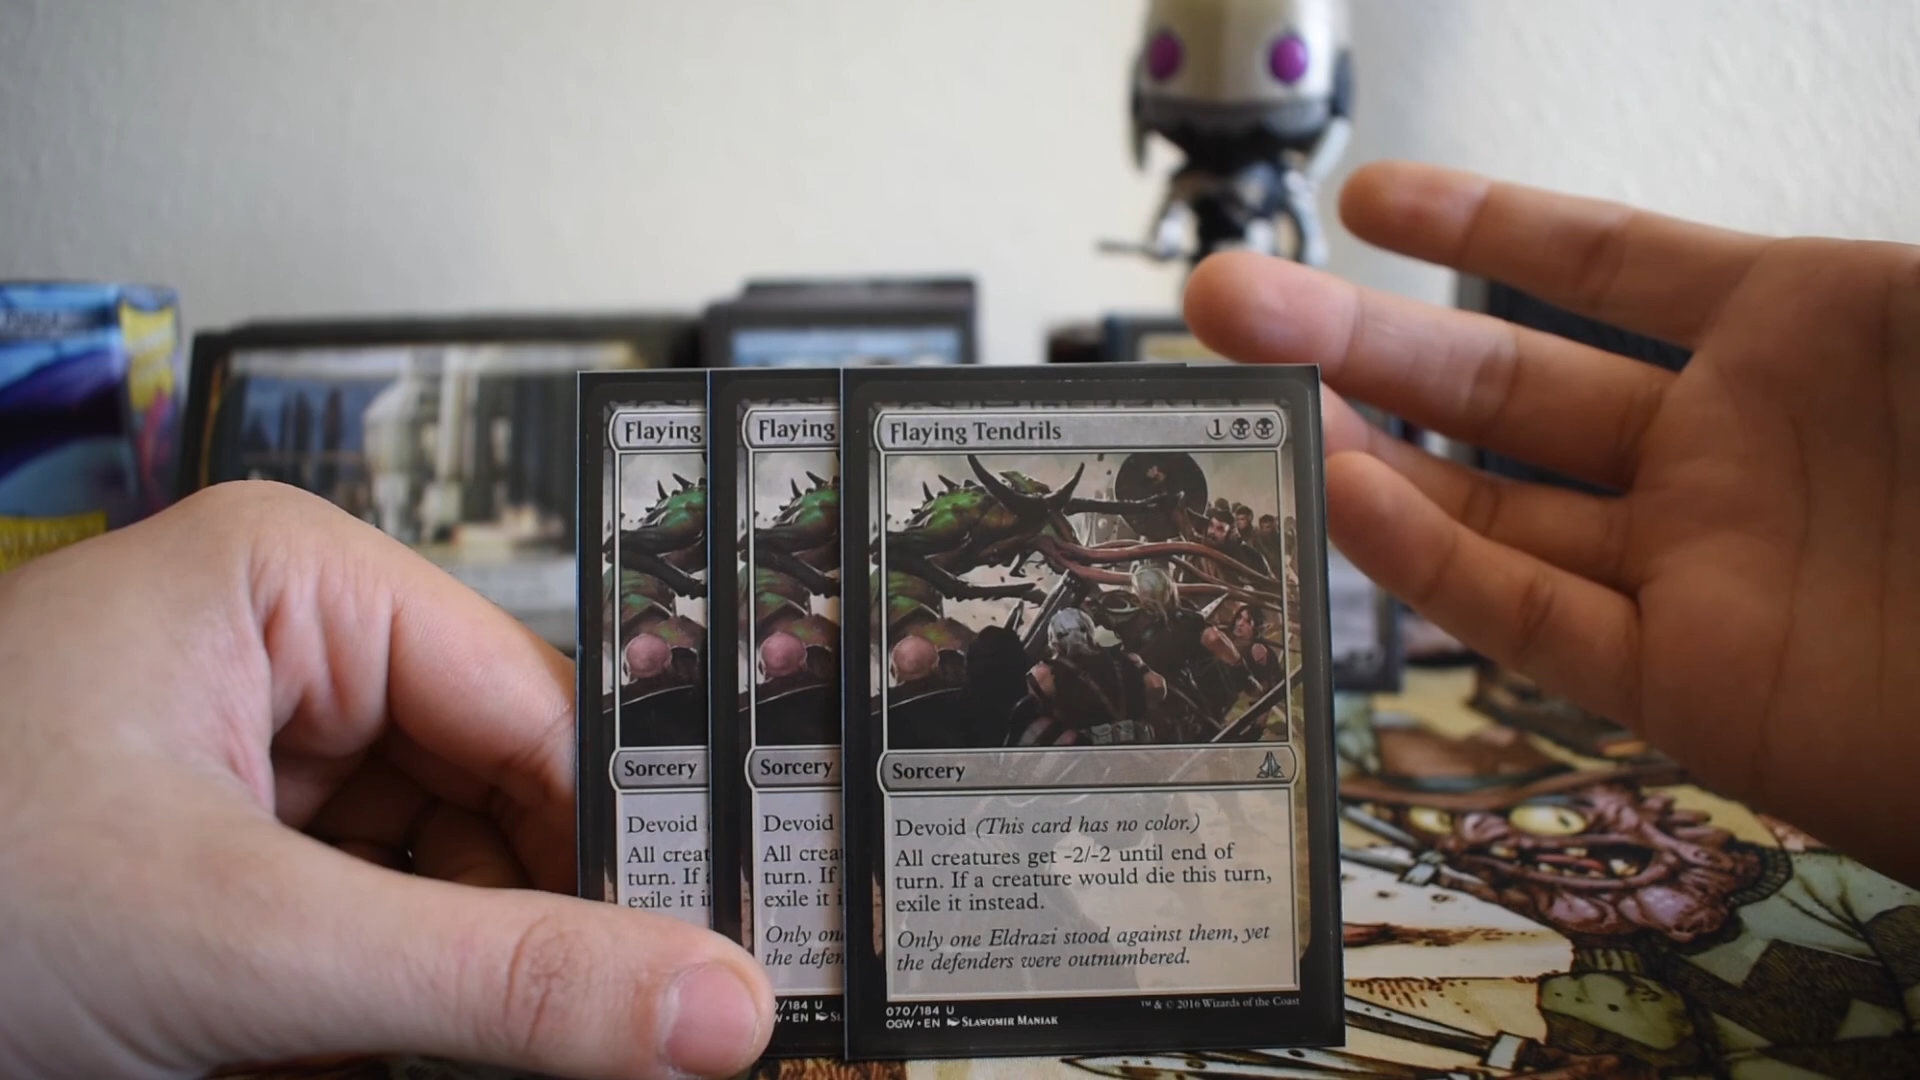 Flaying
Flaying
Flaying Tendrils
1
Sorcery
Sorcery
Sorcery
Devoid
All creat
turn. If
exile it i
Devoid
All crea
turn. If
exile it i
Only on
the defen
Devoid (This card has no color.)
All creatures get -2/-2 until end of
turn. If a creature would die this turn,
exile it instead.
Only one Eldrazi stood against them, yet
the defenders were outnumbered.
/184 U
W • EN
070/184 U
OGW • EN SLAWOMIR MANIAK
™ & © 2016 Wizards of the Coast